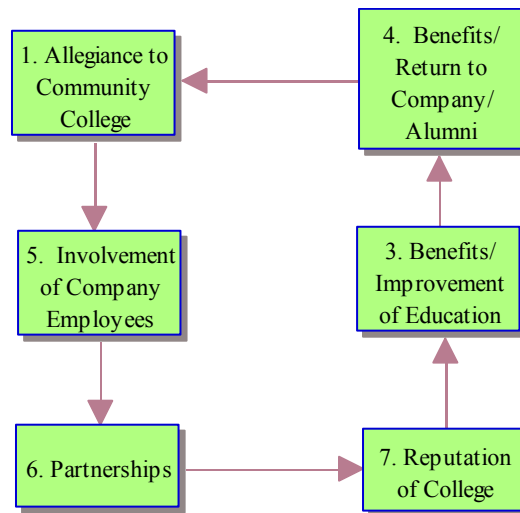 1. Allegiance to
Community
College
4. Benefits/
Return to
Company/
Alumni
5. Involvement
of Company
Employees
3. Benefits/
Improvement
of Education
6. Partnerships
7. Reputation
of College